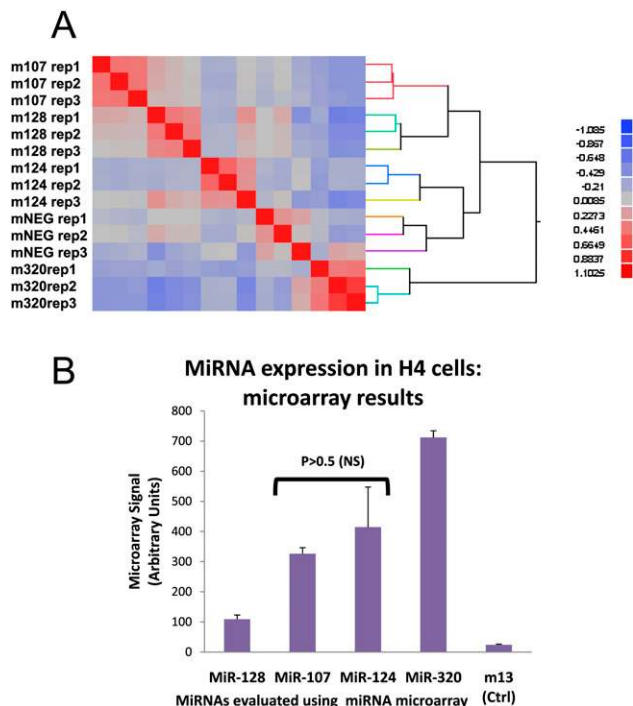 A
m107 rep1
m107 rep2
m107 rep3
m128 rep1
m128 rep2
m128 rep3
m124 rep1
m124 rep2
m124 rep3
mNEG rep1
mNEG rep2
mNEG rep3
m320rep1
m320rep2
m320rep3
-1.085
-0.867
-0.648
-0.429
-0.21
0.0085
0.2273
0.4461
0.6649
0.8837
1.1025
B
MiRNA expression in H4 cells:
microarray results
Microarray Signal
(Arbitrary Units)
800
700
600
500
400
300
200
100
0
P>0.5 (NS)
MiR-128 MiR-107 MiR-124 MiR-320 m13
(Ctrl)
MiRNAs evaluated using miRNA microarray